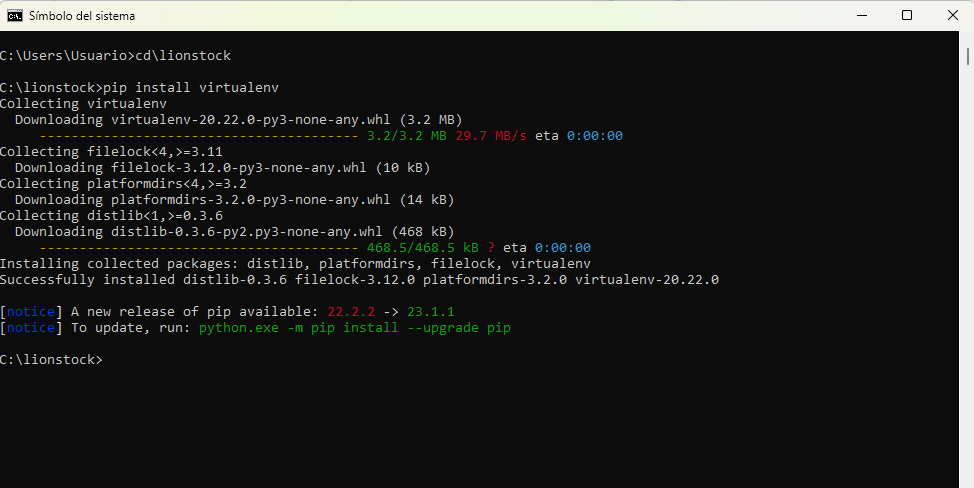 Símbolo del sistema
C:\Users\Usuario>cd\lionstock
C:\lionstock>pip install virtualenv
Collecting virtualenv
  Downloading virtualenv-20.22.0-py3-none-any.whl (3.2 MB)
     ---------------------------------------- 3.2/3.2 MB 29.7 MB/s eta 0:00:00
Collecting filelock<4,>=3.11
  Downloading filelock-3.12.0-py3-none-any.whl (10 kB)
Collecting platformdirs<4,>=3.2
  Downloading platformdirs-3.2.0-py3-none-any.whl (14 kB)
Collecting distlib<1,>=0.3.6
  Downloading distlib-0.3.6-py2.py3-none-any.whl (468 kB)
     ---------------------------------------- 468.5/468.5 kB ? eta 0:00:00
Installing collected packages: distlib, platformdirs, filelock, virtualenv
Successfully installed distlib-0.3.6 filelock-3.12.0 platformdirs-3.2.0 virtualenv-20.22.0
[notice] A new release of pip available: 22.2.2 -> 23.1.1
[notice] To update, run: python.exe -m pip install --upgrade pip
C:\lionstock>